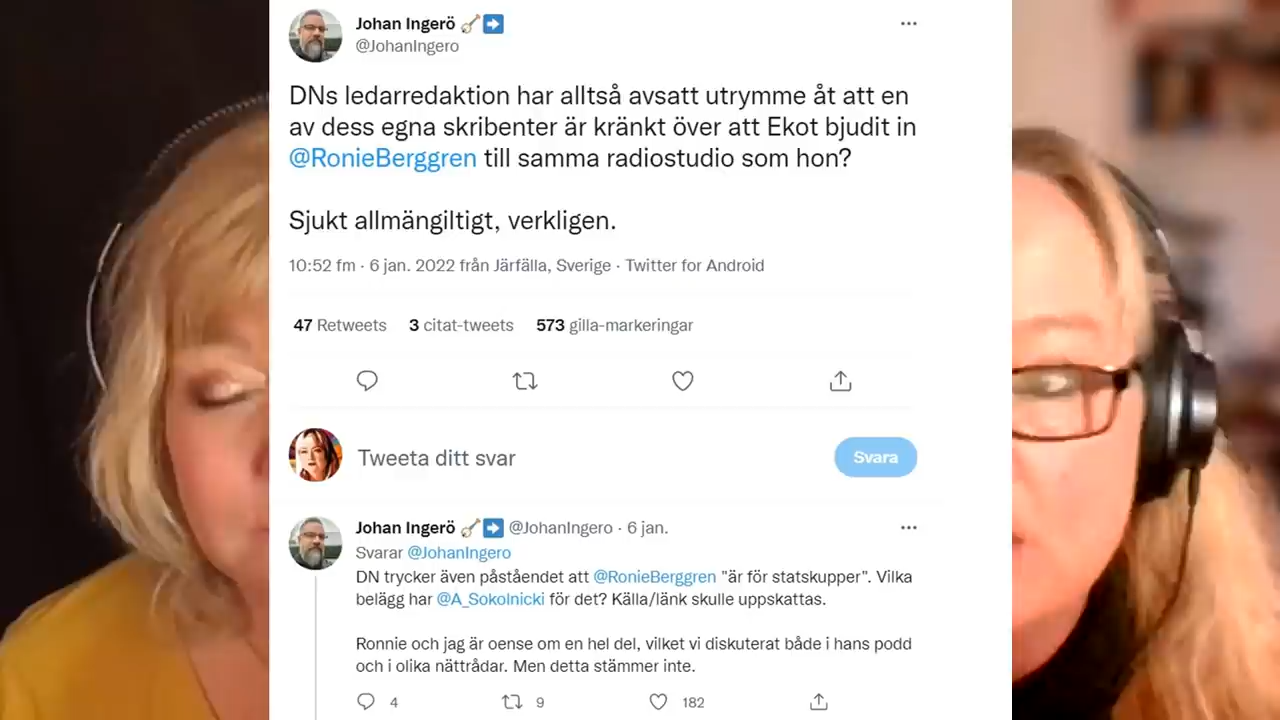 Johan Ingerö
@JohanIngero
DNs ledarredaktion har alltså avsatt utrymme åt att en
av dess egna skribenter är kränkt över att Ekot bjudit in
@RonieBerggren till samma radiostudio som hon?
Sjukt allmängiltigt, verkligen.
10:52 fm · 6 jan. 2022 från Järfälla, Sverige · Twitter for Android
47 Retweets 3 citat-tweets 573 gilla-markeringar
Tweeta ditt svar
Svara
Johan Ingerö @JohanIngero · 6 jan.
Svarar @JohanIngero
DN trycker även påståendet att @RonieBerggren "är för statskupper". Vilka
belägg har @A_Sokolnicki för det? Källa/länk skulle uppskattas.
Ronnie och jag är oense om en hel del, vilket vi diskuterat både i hans podd
och i olika nättrådar. Men detta stämmer inte.
4 9 182